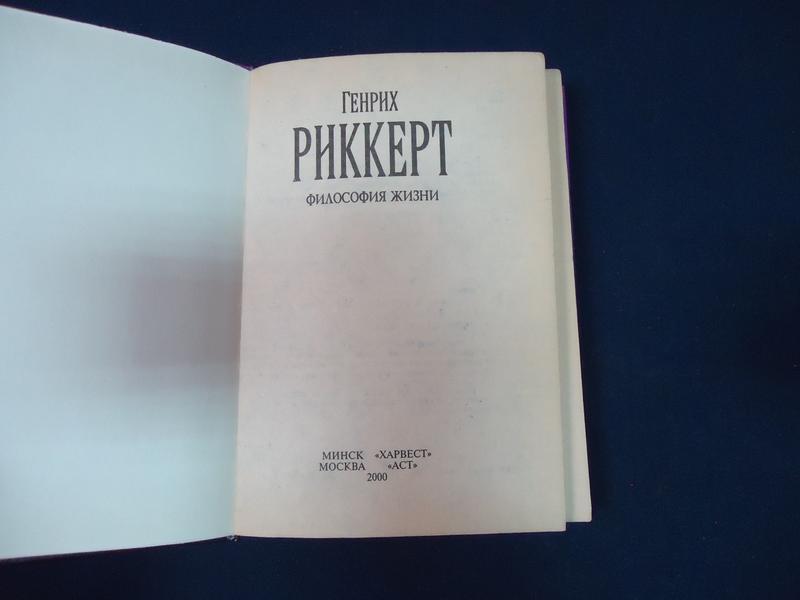 ГЕНРИХ
РИККЕРТ
ФИЛОСОФИЯ ЖИЗНИ
МИНСК «ХАРВЕСТ»
МОСКВА «АСТ»
2000